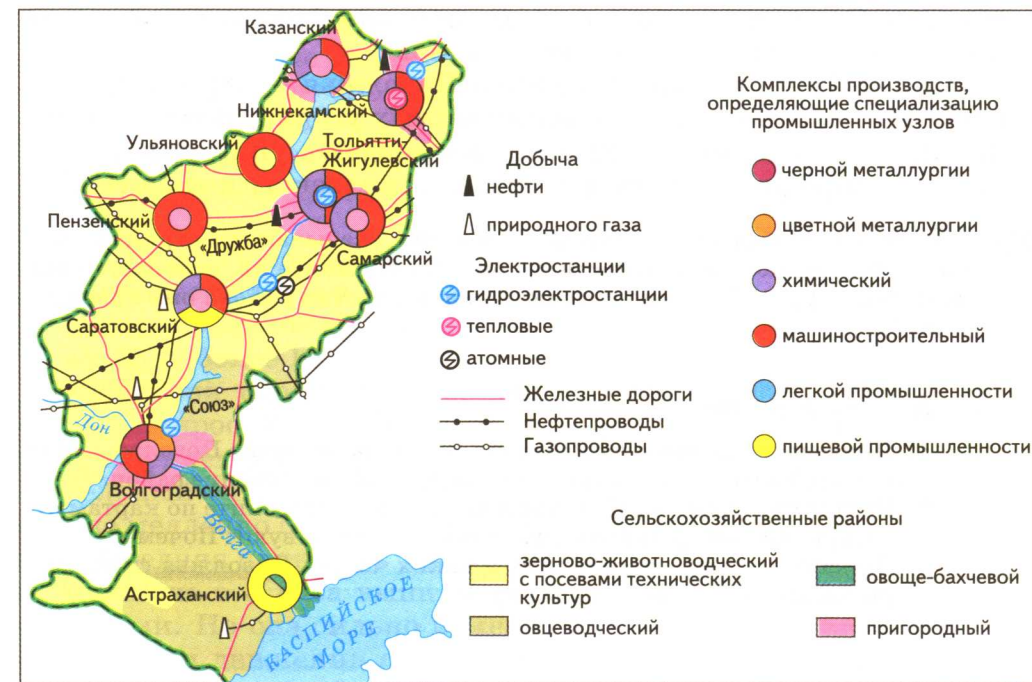 Казанский
Нижнекамский
Ульяновский
Тольятти-
Жигулевский
Пензенский
«Дружба»
Самарский
Саратовский
«Союз»
Дон
Волгоградский
Волга
Астраханский
КАСПИЙСКОЕ
МОРЕ
Добыча
нефти
природного газа
Электростанции
гидроэлектростанции
тепловые
атомные
Железные дороги
Нефтепроводы
Газопроводы
Комплексы производств,
определяющие специализацию
промышленных узлов
черной металлургии
цветной металлургии
химический
машиностроительный
легкой промышленности
пищевой промышленности
Сельскохозяйственные районы
зерново-животноводческий
с посевами технических
культур
овцеводческий
овоще-бахчевой
пригородный